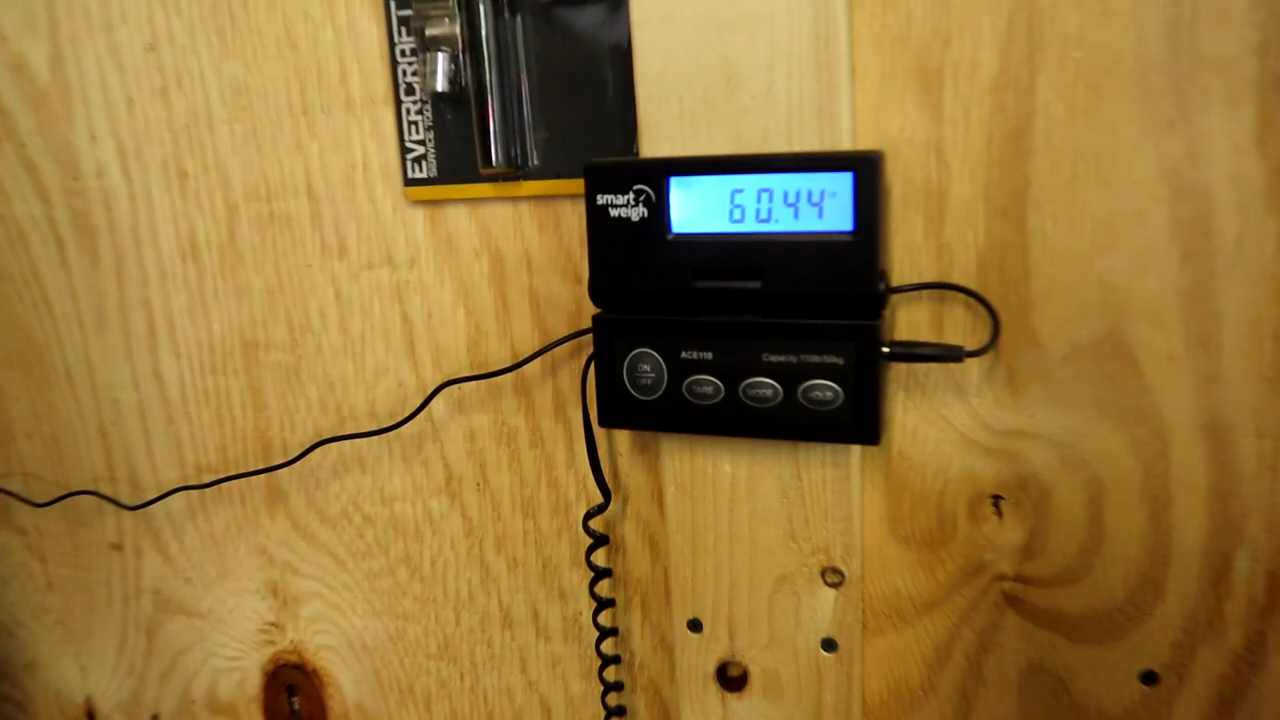 EVERCRAFT
SERVICE TOOLS
smart
weigh
60.44
ACE110
Capacity 110lb/50kg
ON
OFF
TARE
MODE
HOLD